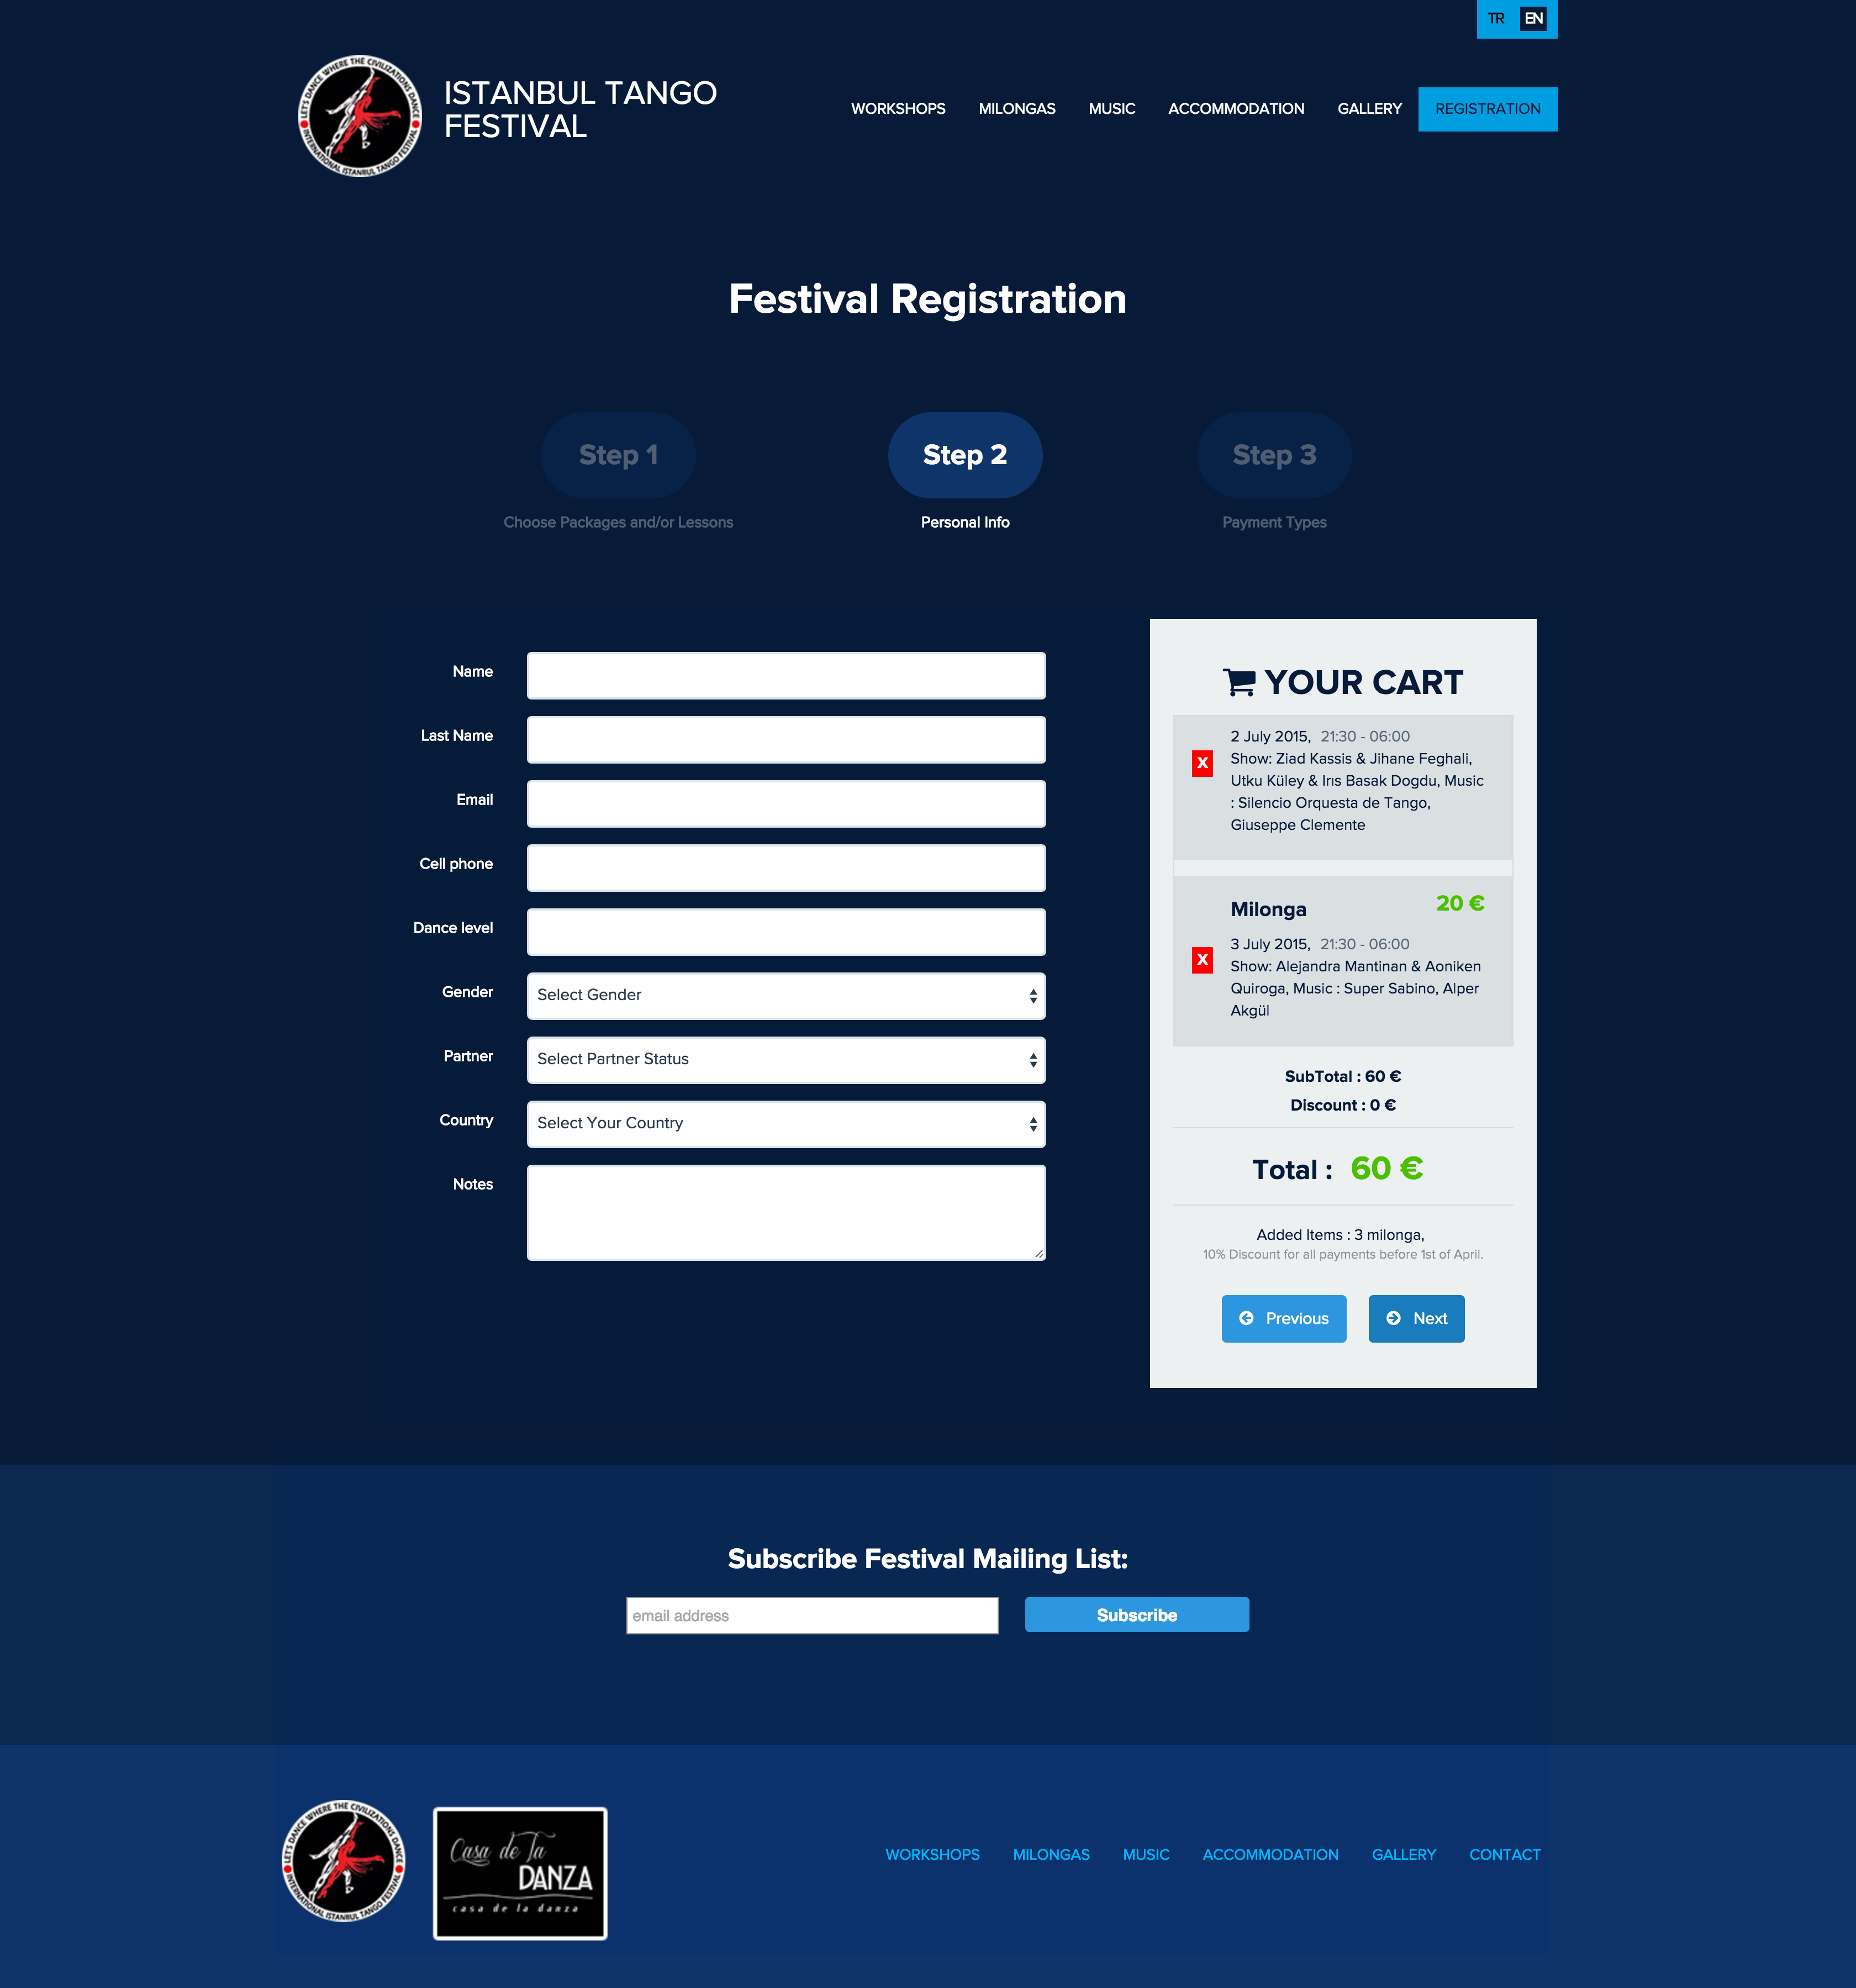 TR EN
LET'S DANCE WHERE THE CIVILIZATIONS DANCE
INTERNATIONAL ISTANBUL TANGO FESTIVAL
ISTANBUL TANGO
FESTIVAL
WORKSHOPS MILONGAS MUSIC ACCOMMODATION GALLERY REGISTRATION
Festival Registration
Step 1 Step 2 Step 3
Choose Packages and/or Lessons Personal Info Payment Types
Name
Last Name
Email
Cell phone
Dance level
Gender Select Gender
Partner Select Partner Status
Country Select Your Country
Notes
YOUR CART
2 July 2015, 21:30 - 06:00
X
Show: Ziad Kassis & Jihane Feghali,
Utku Küley & Irıs Basak Dogdu, Music
: Silencio Orquesta de Tango,
Giuseppe Clemente
Milonga 20 €
3 July 2015, 21:30 - 06:00
X
Show: Alejandra Mantinan & Aoniken
Quiroga, Music : Super Sabino, Alper
Akgül
SubTotal : 60 €
Discount : 0 €
Total : 60 €
Added Items : 3 milonga,
10% Discount for all payments before 1st of April.
Previous Next
Subscribe Festival Mailing List:
email address Subscribe
LET'S DANCE WHERE THE CIVILIZATIONS DANCE
INTERNATIONAL ISTANBUL TANGO FESTIVAL
Casa de la
DANZA
casa de la danza
WORKSHOPS MILONGAS MUSIC ACCOMMODATION GALLERY CONTACT